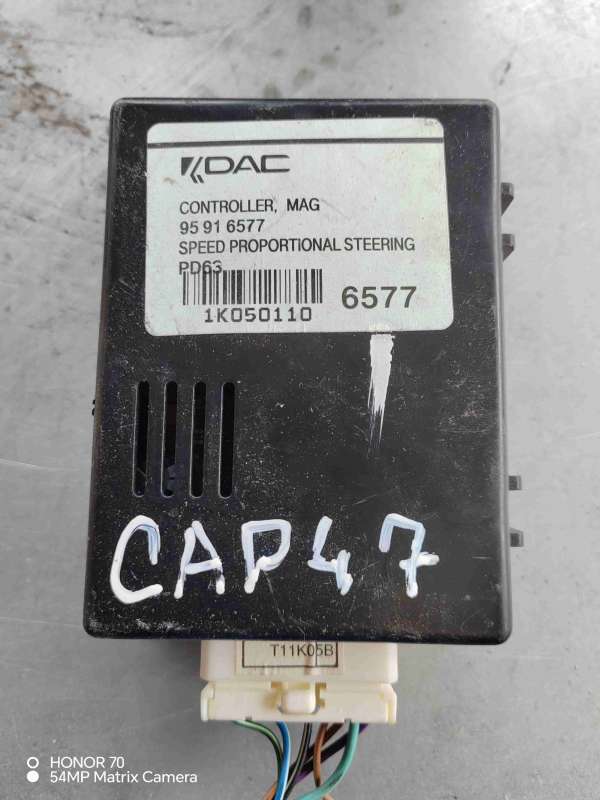 DAC
CONTROLLER, MAG
95 91 6577
SPEED PROPORTIONAL STEERING
PD63
1K050110
6577
CAP47
T11K05B
HONOR 70
54MP Matrix Camera